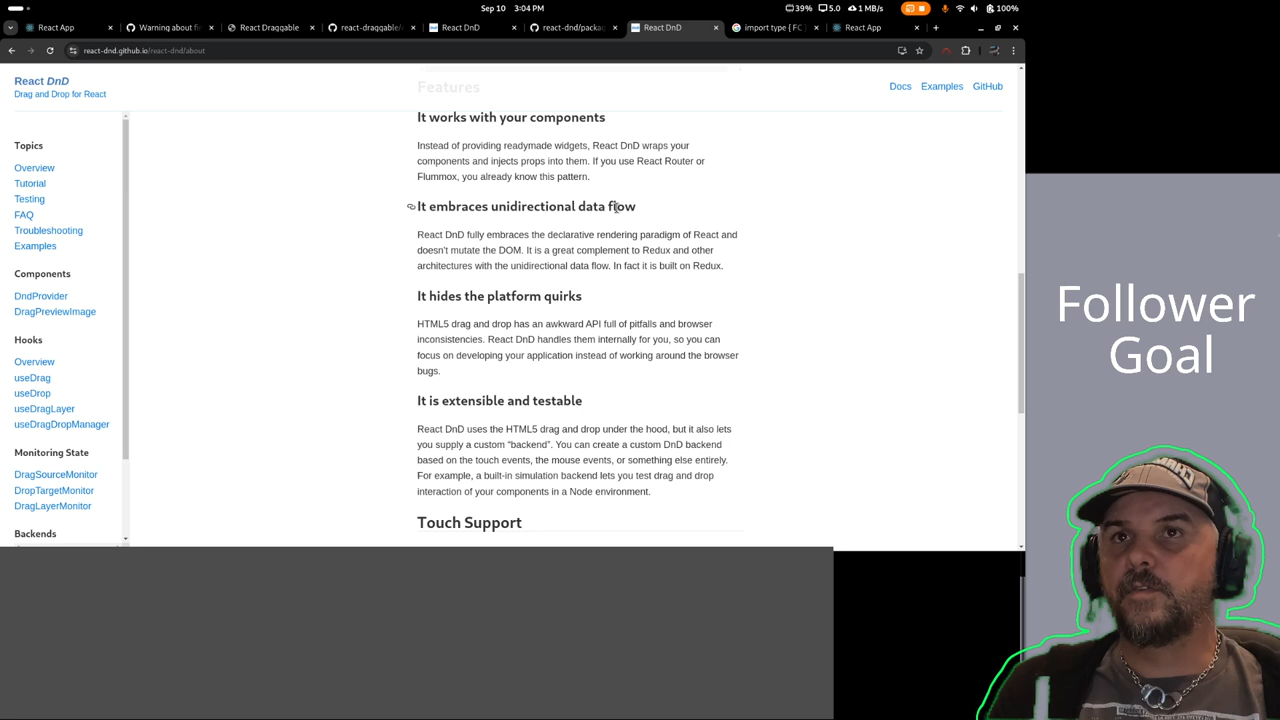 Sep 10 3:04 PM
39% 5.0 1 MB/s 100%
React App
Warning about fi
React Draggable
react-draggable/
React DnD
react-dnd/packa
React DnD
import type { FC
React App
react-dnd.github.io/react-dnd/about
React DnD
Drag and Drop for React
Docs Examples GitHub
Topics
Overview
Tutorial
Testing
FAQ
Troubleshooting
Examples
Components
DndProvider
DragPreviewImage
Hooks
Overview
useDrag
useDrop
useDragLayer
useDragDropManager
Monitoring State
DragSourceMonitor
DropTargetMonitor
DragLayerMonitor
Backends
Features
It works with your components
Instead of providing readymade widgets, React DnD wraps your
components and injects props into them. If you use React Router or
Flummox, you already know this pattern.
It embraces unidirectional data flow
React DnD fully embraces the declarative rendering paradigm of React and
doesn't mutate the DOM. It is a great complement to Redux and other
architectures with the unidirectional data flow. In fact it is built on Redux.
It hides the platform quirks
HTML5 drag and drop has an awkward API full of pitfalls and browser
inconsistencies. React DnD handles them internally for you, so you can
focus on developing your application instead of working around the browser
bugs.
It is extensible and testable
React DnD uses the HTML5 drag and drop under the hood, but it also lets
you supply a custom “backend”. You can create a custom DnD backend
based on the touch events, the mouse events, or something else entirely.
For example, a built-in simulation backend lets you test drag and drop
interaction of your components in a Node environment.
Touch Support
Follower
Goal